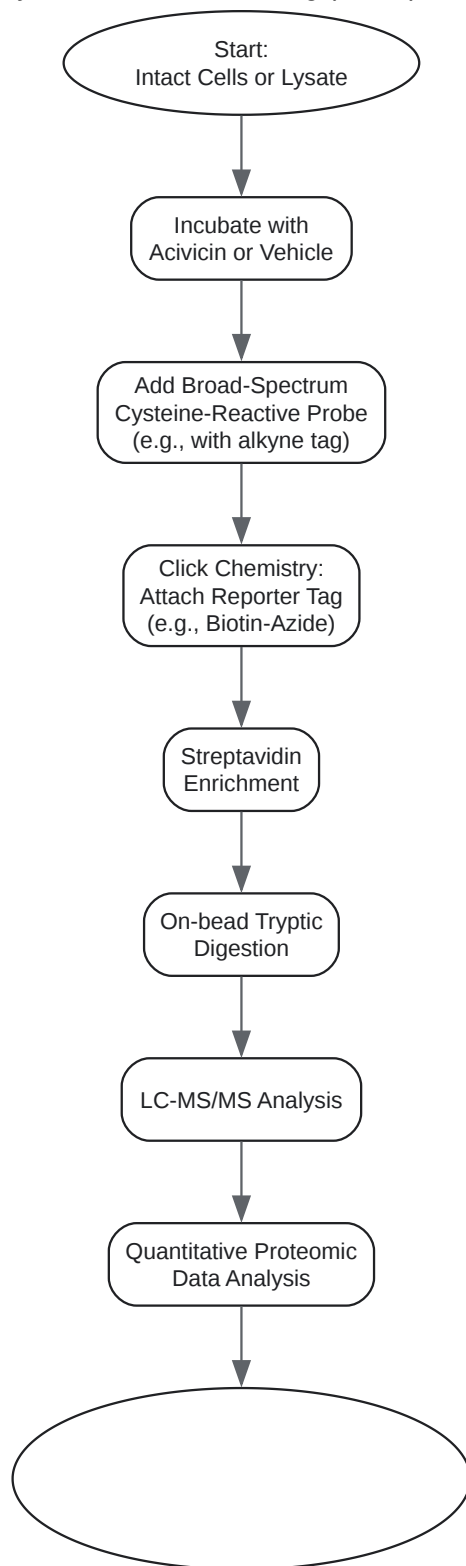 Start:
Intact Cells or Lysate
Incubate with
Acivicin or Vehicle
Add Broad-Spectrum
Cysteine-Reactive Probe
(e.g., with alkyne tag)
Click Chemistry:
Attach Reporter Tag
(e.g., Biotin-Azide)
Streptavidin
Enrichment
On-bead Tryptic
Digestion
LC-MS/MS Analysis
Quantitative Proteomic
Data Analysis